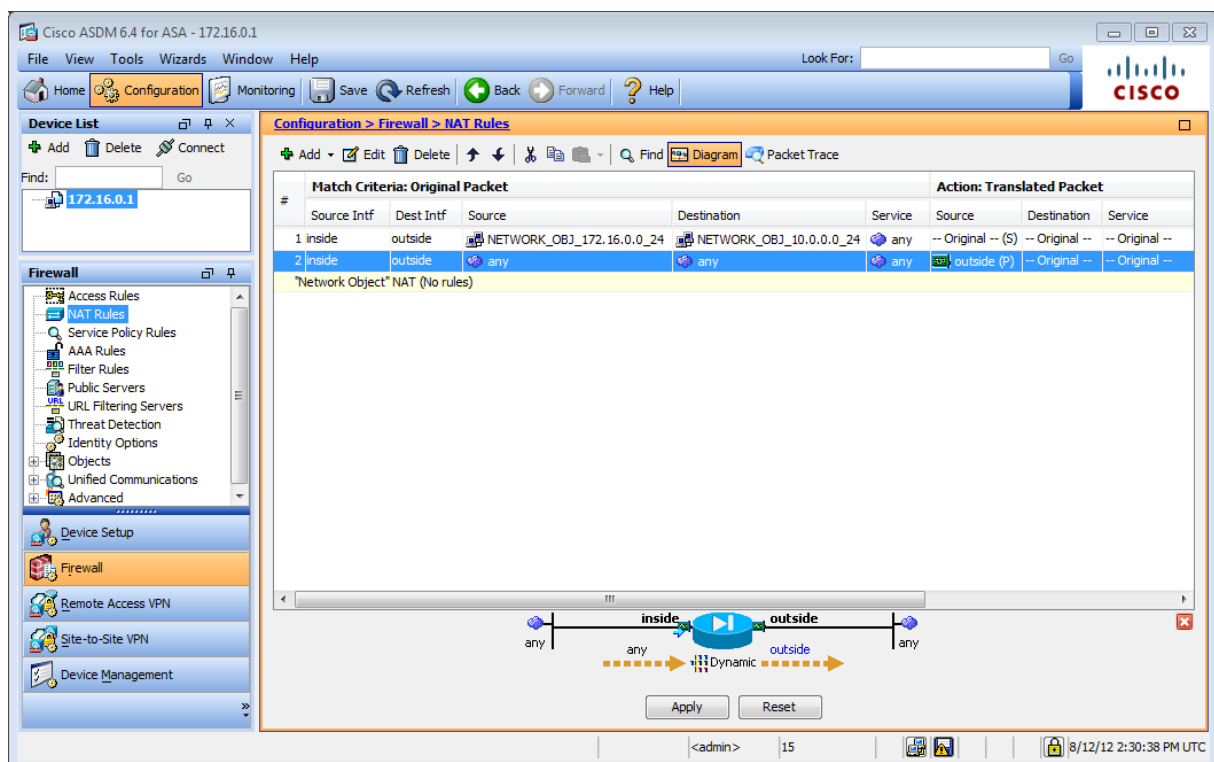 Cisco ASDM 6.4 for ASA - 172.16.0.1
File View Tools Wizards Window Help Look For: Go
Home Configuration Monitoring Save Refresh Back Forward Help
CISCO
Device List
Add Delete Connect
Find: Go
172.16.0.1
Firewall
Access Rules
NAT Rules
Service Policy Rules
AAA Rules
Filter Rules
Public Servers
URL Filtering Servers
Threat Detection
Identity Options
Objects
Unified Communications
Advanced
Device Setup
Firewall
Remote Access VPN
Site-to-Site VPN
Device Management
»
Configuration > Firewall > NAT Rules
Add Edit Delete Find Diagram Packet Trace
# Match Criteria: Original Packet Action: Translated Packet
Source Intf Dest Intf Source Destination Service Source Destination Service
1 inside outside NETWORK_OBJ_172.16.0.0_24 NETWORK_OBJ_10.0.0.0_24 any -- Original -- (S) -- Original -- -- Original --
2 inside outside any any any outside (P) -- Original -- -- Original --
"Network Object" NAT (No rules)
inside outside
any any outside any
Dynamic
Apply Reset
<admin> 15 8/12/12 2:30:38 PM UTC